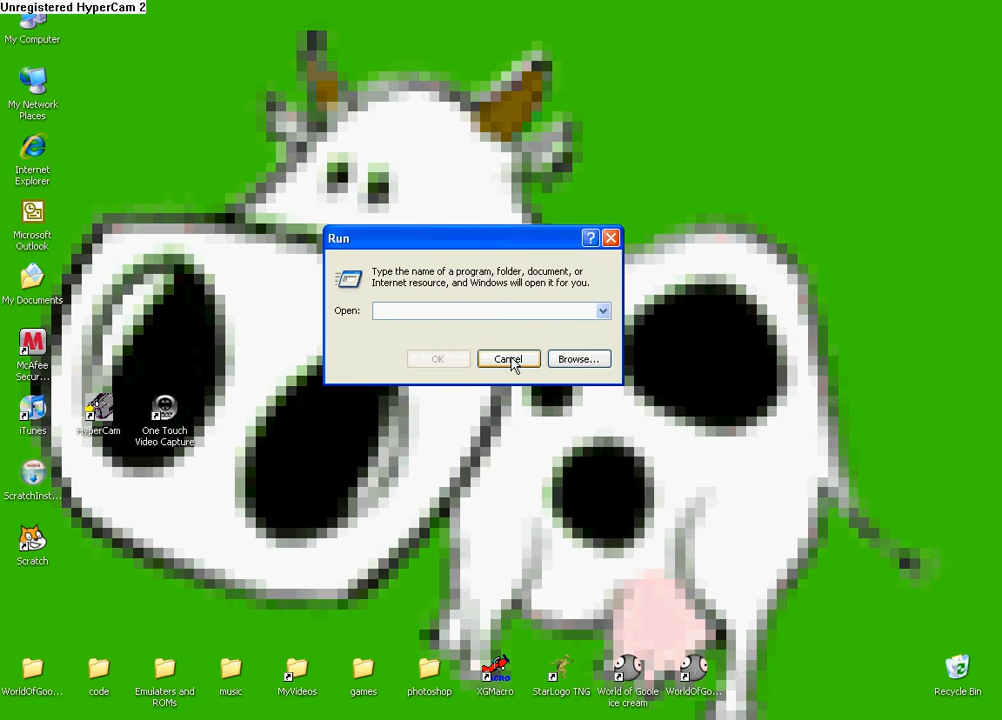 Unregistered HyperCam 2
My Computer
My Network
Places
Internet
Explorer
Microsoft
Outlook
My Documents
McAfee
Secur...
iTunes
HyperCam
One Touch
Video Capture
ScratchInst...
Scratch
Run
Type the name of a program, folder, document, or
Internet resource, and Windows will open it for you.
Open:
OK
Cancel
Browse...
WorldOfGoo...
code
Emulaters and
ROMs
music
MyVideos
games
photoshop
XGMacro
StarLogo TNG
World of Goole
ice cream
WorldOfGo...
Recycle Bin